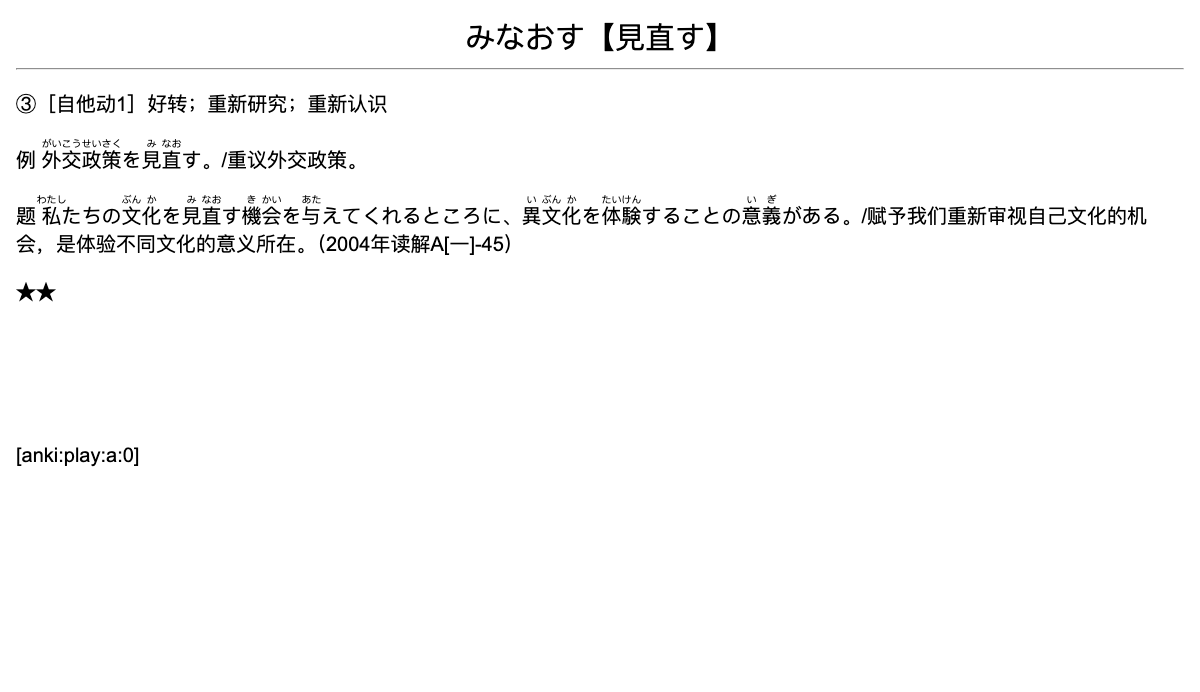 みなおす【見直す】
③［自他动1］好转；重新研究；重新认识
がいこうせいさく み なお
例 外交政策を見直す。/重议外交政策。
わたし ぶん か み なお き かい あた い ぶん か たいけん い ぎ
题 私たちの文化を見直す機会を与えてくれるところに、異文化を体験することの意義がある。/赋予我们重新审视自己文化的机
会，是体验不同文化的意义所在。（2004年读解A[一]-45）
★★
[anki:play:a:0]